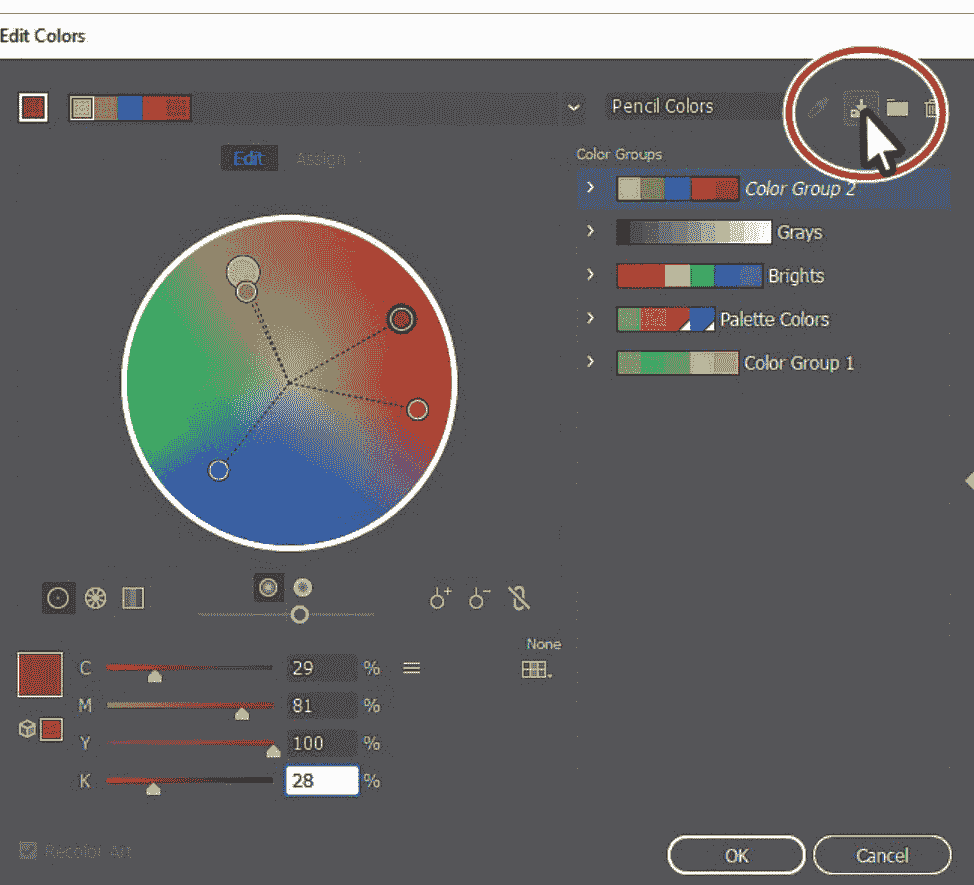 Edit Colors
Pencil Colors
Edit Assign
Color Groups
Color Group 2
Grays
Brights
Palette Colors
Color Group 1
None
C 29 %
M 81 %
Y 100 %
K 28 %
Recolor Art
OK Cancel